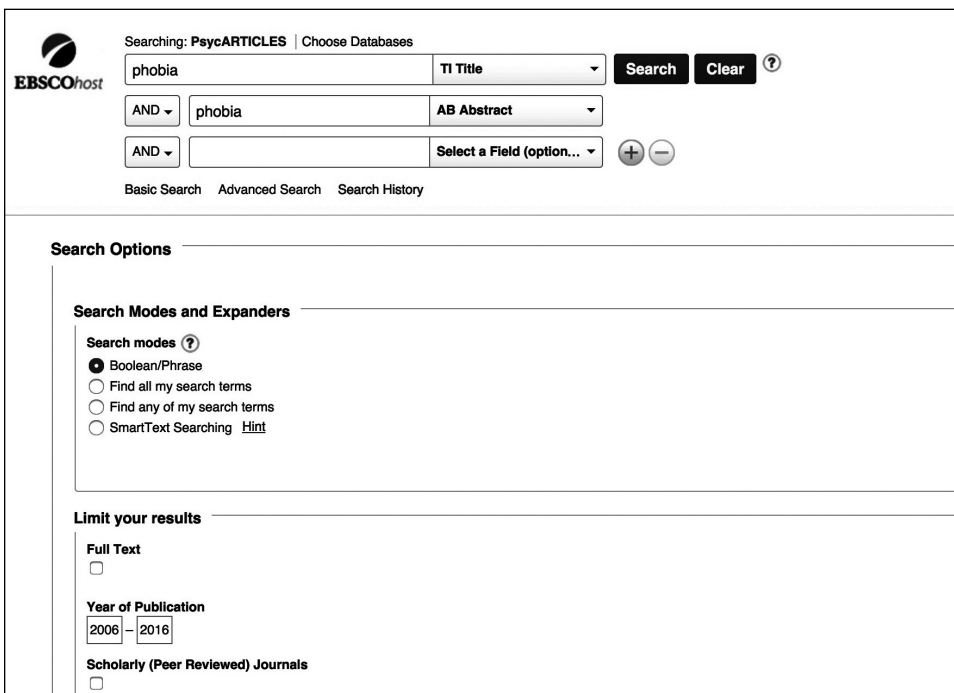 EBSCOhost
Searching: PsycARTICLES | Choose Databases
phobia TI Title Search Clear ?
AND phobia AB Abstract
AND Select a Field (option... + −
Basic Search Advanced Search Search History
Search Options
Search Modes and Expanders
Search modes ?
Boolean/Phrase
Find all my search terms
Find any of my search terms
SmartText Searching Hint
Limit your results
Full Text
Year of Publication
2006 – 2016
Scholarly (Peer Reviewed) Journals